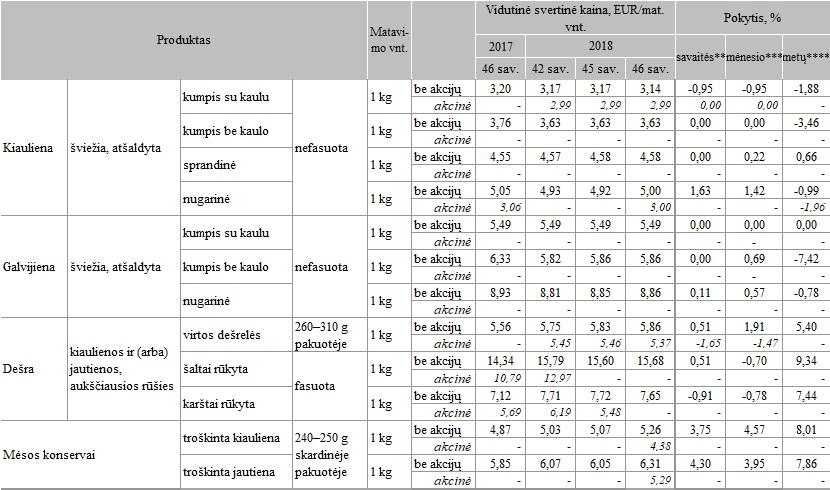 Produktas Matavi-mo vnt. Vidutinė svertinė kaina, EUR/mat. vnt. Pokytis, %
2017 2018 savaitės** mėnesio*** metų****
46 sav. 42 sav. 45 sav. 46 sav.
Kiauliena šviežia, atšaldyta kumpis su kaulu nefasuota 1 kg be akcijų 3,20 3,17 3,17 3,14 -0,95 -0,95 -1,88
akcinė - 2,99 2,99 2,99 0,00 0,00 -
kumpis be kaulo 1 kg be akcijų 3,76 3,63 3,63 3,63 0,00 0,00 -3,46
akcinė - - - - - - -
sprandinė 1 kg be akcijų 4,55 4,57 4,58 4,58 0,00 0,22 0,66
akcinė - - - - - - -
nugarinė 1 kg be akcijų 5,05 4,93 4,92 5,00 1,63 1,42 -0,99
akcinė 3,06 - - 3,00 - - -1,96
Galvijiena šviežia, atšaldyta kumpis su kaulu nefasuota 1 kg be akcijų 5,49 5,49 5,49 5,49 0,00 0,00 0,00
akcinė - - - - - - -
kumpis be kaulo 1 kg be akcijų 6,33 5,82 5,86 5,86 0,00 0,69 -7,42
akcinė - - - - - - -
nugarinė 1 kg be akcijų 8,93 8,81 8,85 8,86 0,11 0,57 -0,78
akcinė - - - - - - -
Dešra kiaulienos ir (arba) jautienos, aukščiausios rūšies virtos dešrelės 260–310 g pakuotėje 1 kg be akcijų 5,56 5,75 5,83 5,86 0,51 1,91 5,40
akcinė - 5,45 5,46 5,37 -1,65 -1,47 -
šaltai rūkyta fasuota 1 kg be akcijų 14,34 15,79 15,60 15,68 0,51 -0,70 9,34
akcinė 10,79 12,97 - - - - -
karštai rūkyta 1 kg be akcijų 7,12 7,71 7,72 7,65 -0,91 -0,78 7,44
akcinė 5,69 6,19 5,48 - - - -
Mėsos konservai troškinta kiauliena 240–250 g skardinėje pakuotėje 1 kg be akcijų 4,87 5,03 5,07 5,26 3,75 4,57 8,01
akcinė - - - 4,38 - - -
troškinta jautiena 1 kg be akcijų 5,85 6,07 6,05 6,31 4,30 3,95 7,86
akcinė - - - 5,29 - - -